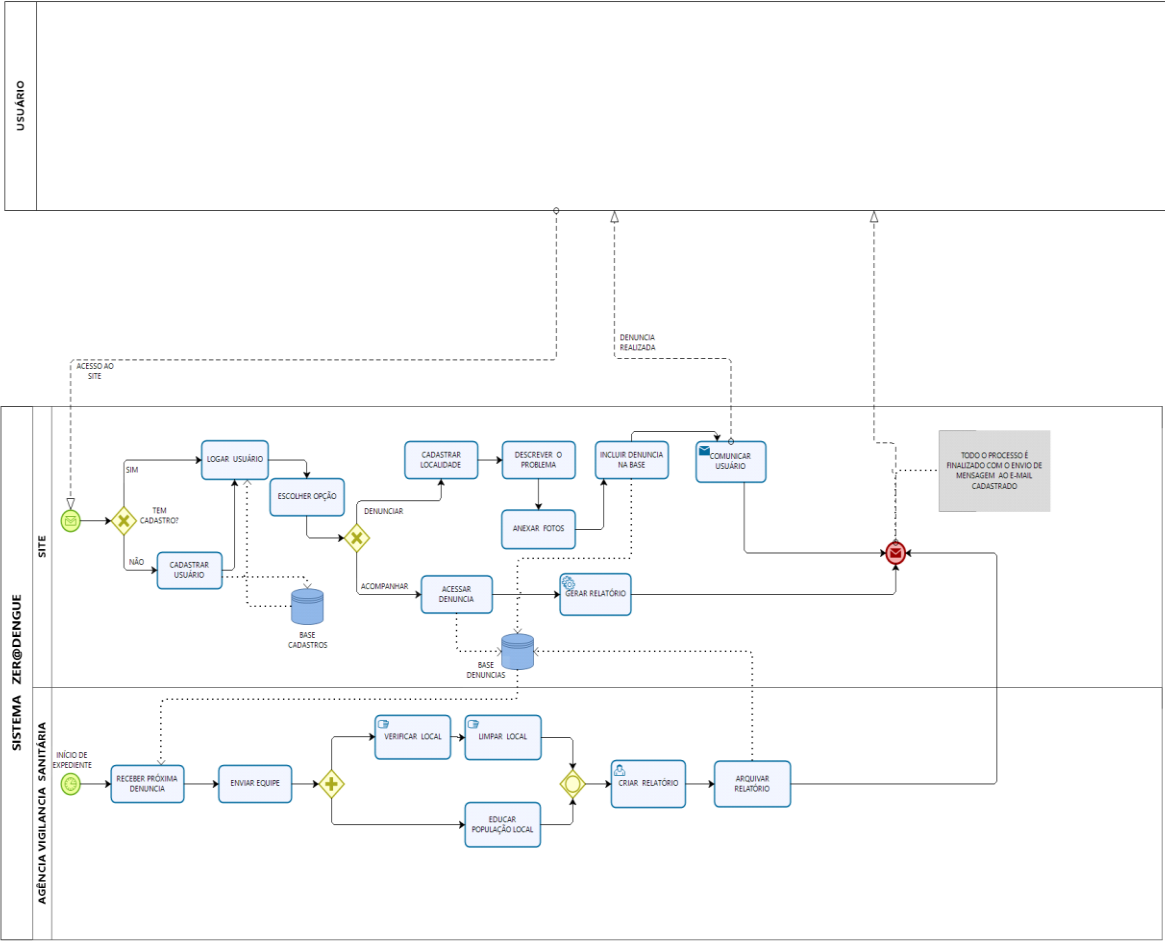 USUÁRIO
DENUNCIA
REALIZADA
ACESSO AO
SITE
SISTEMA ZER@DENGUE
SITE
SIM
TEM
CADASTRO?
NÃO
LOGAR USUÁRIO
CADASTRAR
USUÁRIO
BASE
CADASTROS
ESCOLHER OPÇÃO
DENUNCIAR
ACOMPANHAR
CADASTRAR
LOCALIDADE
DESCREVER O
PROBLEMA
ANEXAR FOTOS
INCLUIR DENUNCIA
NA BASE
COMUNICAR
USUÁRIO
ACESSAR
DENUNCIA
GERAR RELATÓRIO
BASE
DENUNCIAS
TODO O PROCESSO É
FINALIZADO COM O ENVIO DE
MENSAGEM AO E-MAIL
CADASTRADO
AGÊNCIA VIGILANCIA SANITÁRIA
INÍCIO DE
EXPEDIENTE
RECEBER PRÓXIMA
DENUNCIA
ENVIAR EQUIPE
VERIFICAR LOCAL
LIMPAR LOCAL
EDUCAR
POPULAÇÃO LOCAL
CRIAR RELATÓRIO
ARQUIVAR
RELATÓRIO